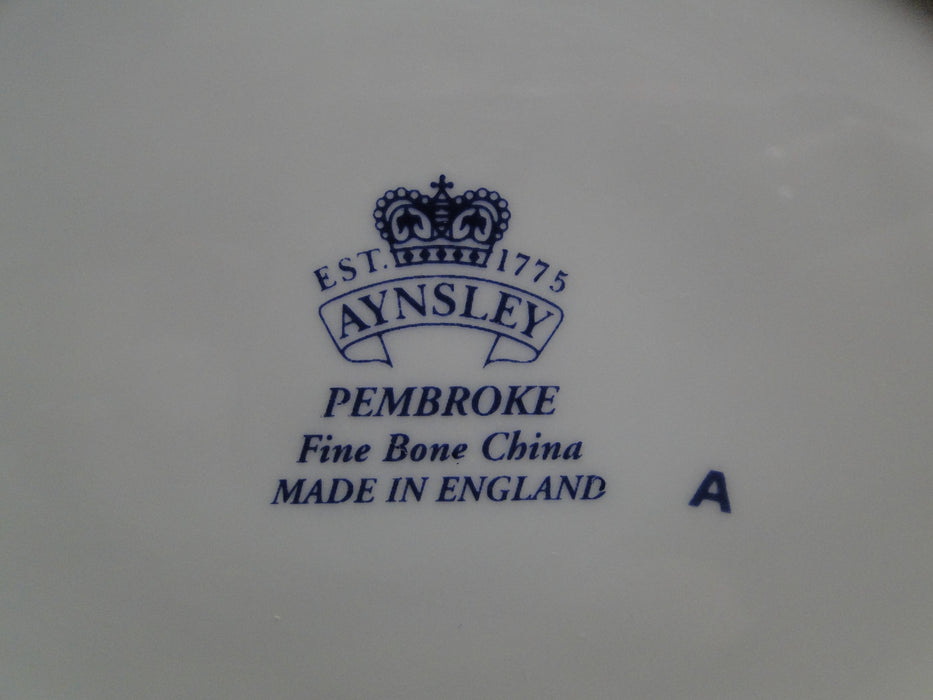 EST. 1775
AYNSLEY
PEMBROKE
Fine Bone China
MADE IN ENGLAND
A